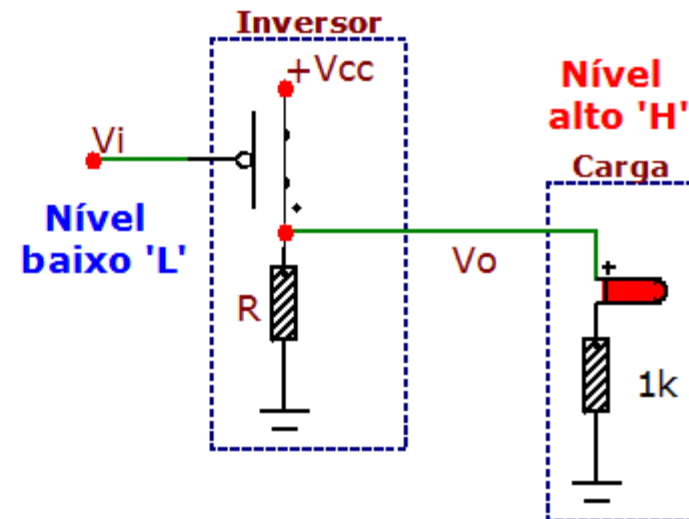 Inversor
+Vcc
Vi
Nível
baixo 'L'
R
Vo
Nível
alto 'H'
Carga
+
1k